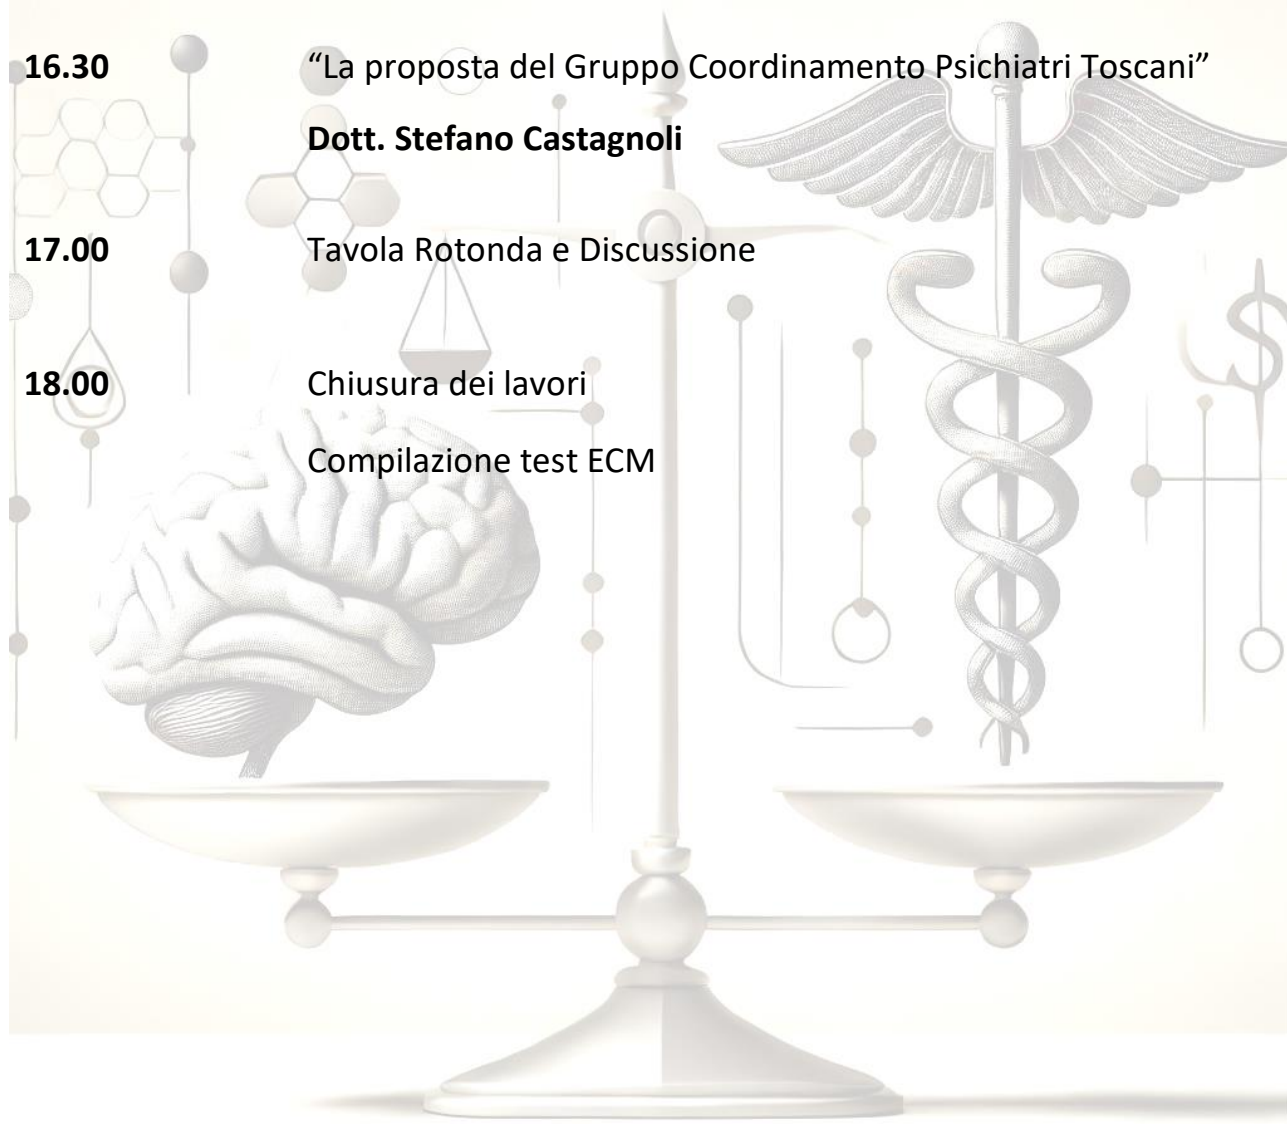 16.30 “La proposta del Gruppo Coordinamento Psichiatri Toscani”
Dott. Stefano Castagnoli
17.00 Tavola Rotonda e Discussione
18.00 Chiusura dei lavori
Compilazione test ECM